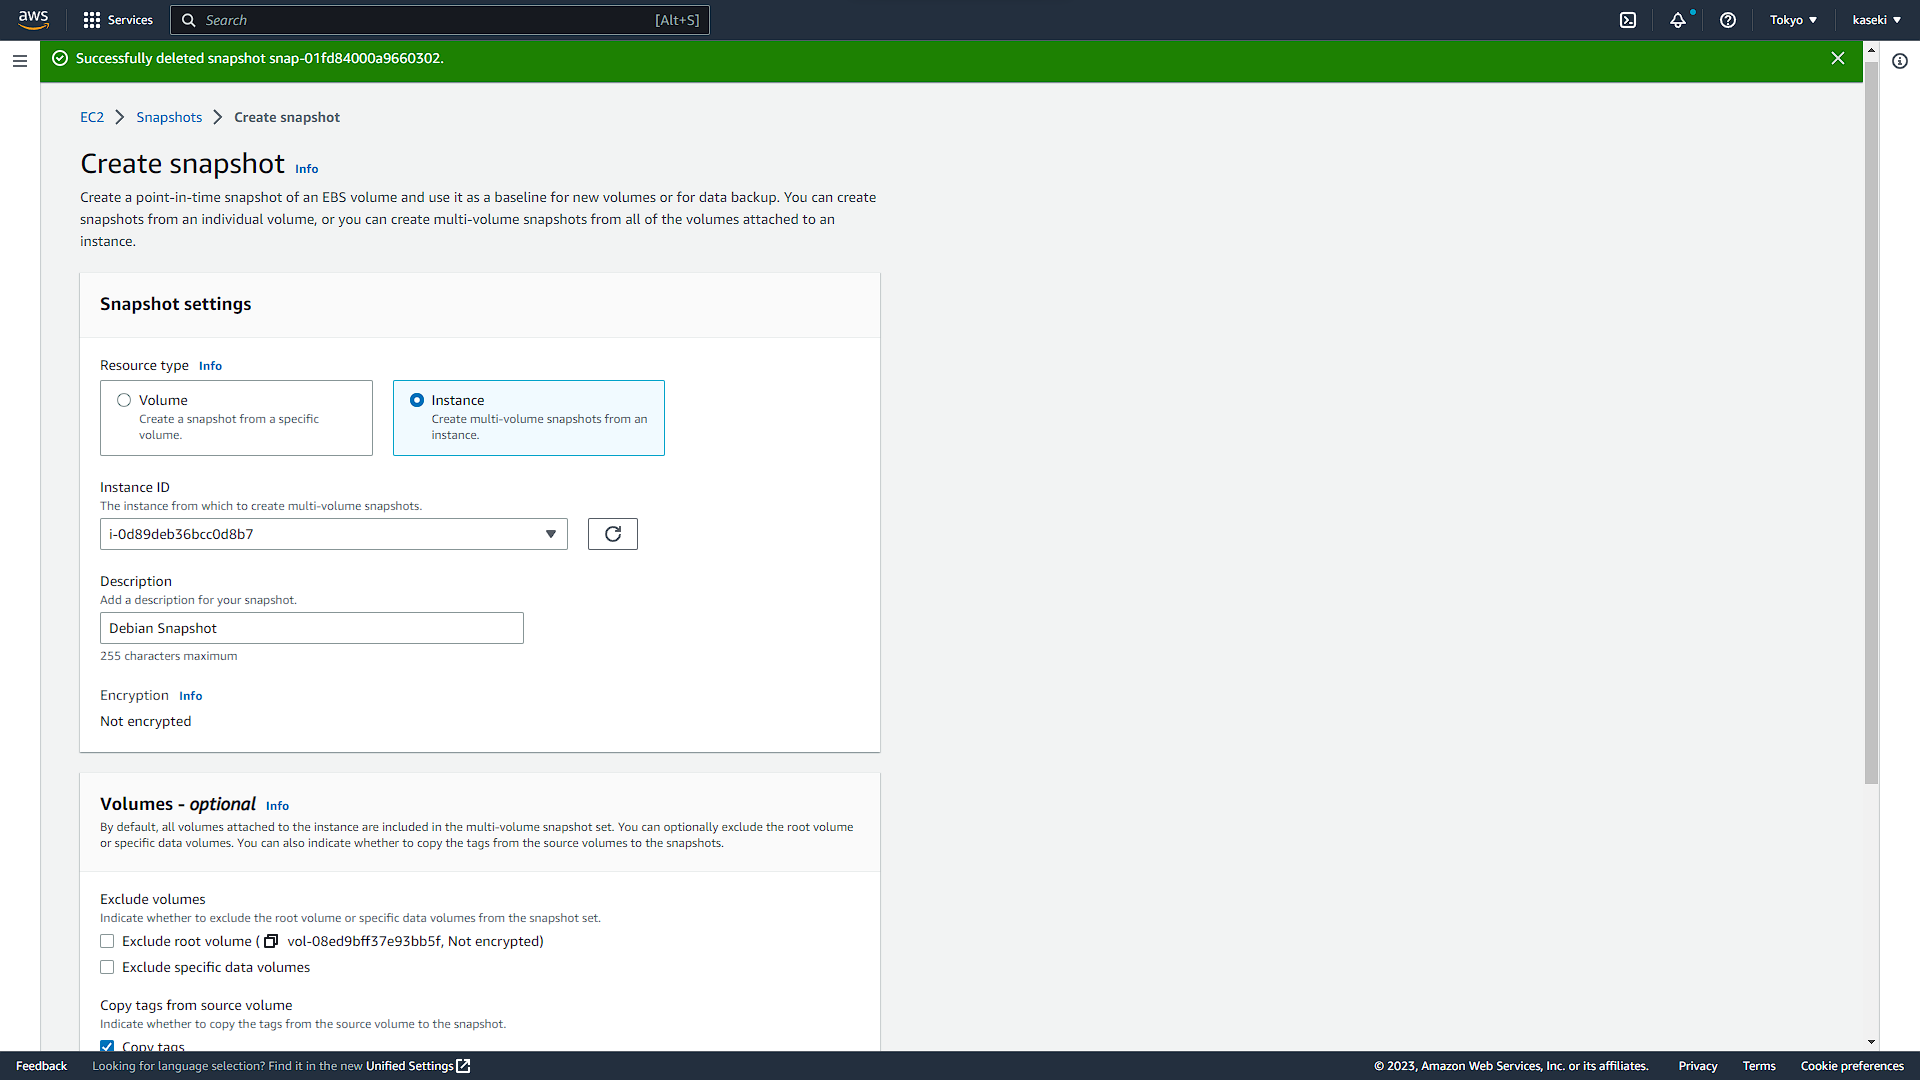 aws
Services
Search
[Alt+S]
Tokyo
kaseki
Successfully deleted snapshot snap-01fd84000a9660302.
EC2
Snapshots
Create snapshot
Create snapshot Info
Create a point-in-time snapshot of an EBS volume and use it as a baseline for new volumes or for data backup. You can create
snapshots from an individual volume, or you can create multi-volume snapshots from all of the volumes attached to an
instance.
Snapshot settings
Resource type Info
Volume
Create a snapshot from a specific
volume.
Instance
Create multi-volume snapshots from an
instance.
Instance ID
The instance from which to create multi-volume snapshots.
i-0d89deb36bcc0d8b7
Description
Add a description for your snapshot.
Debian Snapshot
255 characters maximum
Encryption Info
Not encrypted
Volumes - optional Info
By default, all volumes attached to the instance are included in the multi-volume snapshot set. You can optionally exclude the root volume
or specific data volumes. You can also indicate whether to copy the tags from the source volumes to the snapshots.
Exclude volumes
Indicate whether to exclude the root volume or specific data volumes from the snapshot set.
Exclude root volume ( vol-08ed9bff37e93bb5f, Not encrypted)
Exclude specific data volumes
Copy tags from source volume
Indicate whether to copy the tags from the source volume to the snapshot.
Copy tags
Feedback
Looking for language selection? Find it in the new Unified Settings
© 2023, Amazon Web Services, Inc. or its affiliates.
Privacy
Terms
Cookie preferences